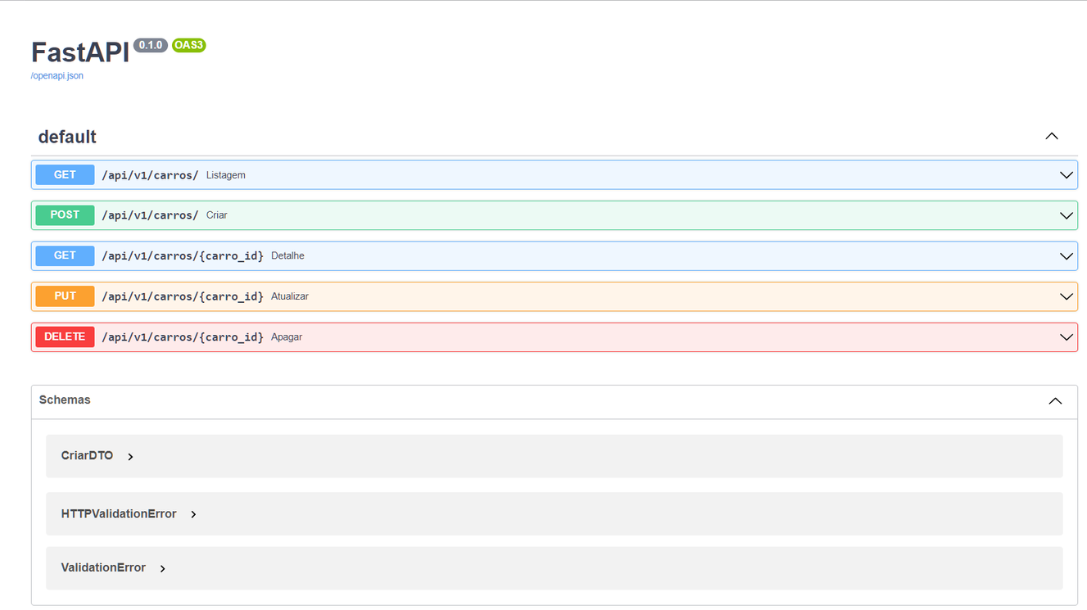 FastAPI 0.1.0 OAS3
/openapi.json
default
GET /api/v1/carros/ Listagem
POST /api/v1/carros/ Criar
GET /api/v1/carros/{carro_id} Detalhe
PUT /api/v1/carros/{carro_id} Atualizar
DELETE /api/v1/carros/{carro_id} Apagar
Schemas
CriarDTO
HTTPValidationError
ValidationError